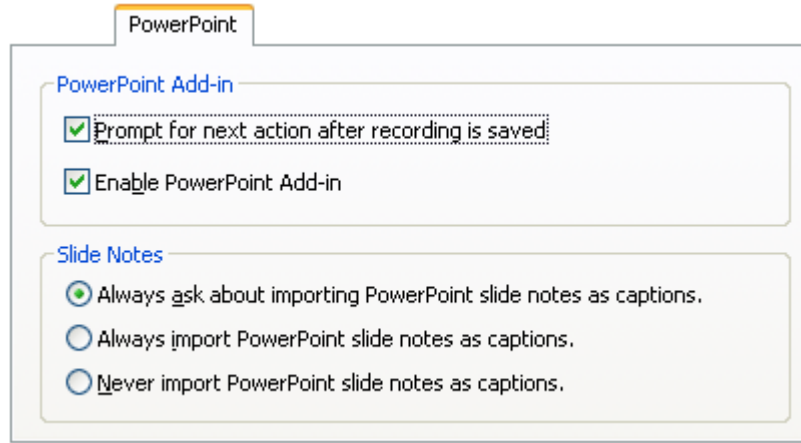 PowerPoint
PowerPoint Add-in
Prompt for next action after recording is saved
Enable PowerPoint Add-in
Slide Notes
Always ask about importing PowerPoint slide notes as captions.
Always import PowerPoint slide notes as captions.
Never import PowerPoint slide notes as captions.